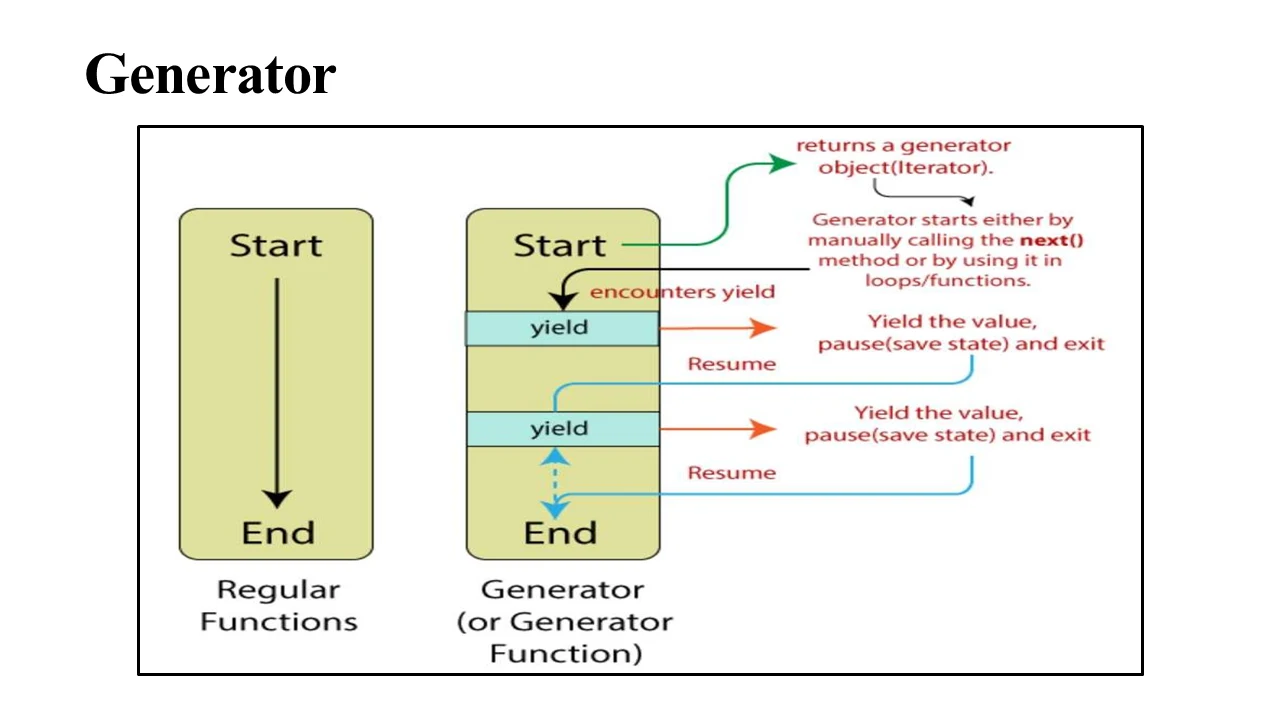 Generator
returns a generator
object(Iterator).
Start
Start
Generator starts either by
manually calling the next()
method or by using it in
loops/functions.
encounters yield
yield
Yield the value,
pause(save state) and exit
Resume
yield
Yield the value,
pause(save state) and exit
Resume
End
End
Regular
Functions
Generator
(or Generator
Function)